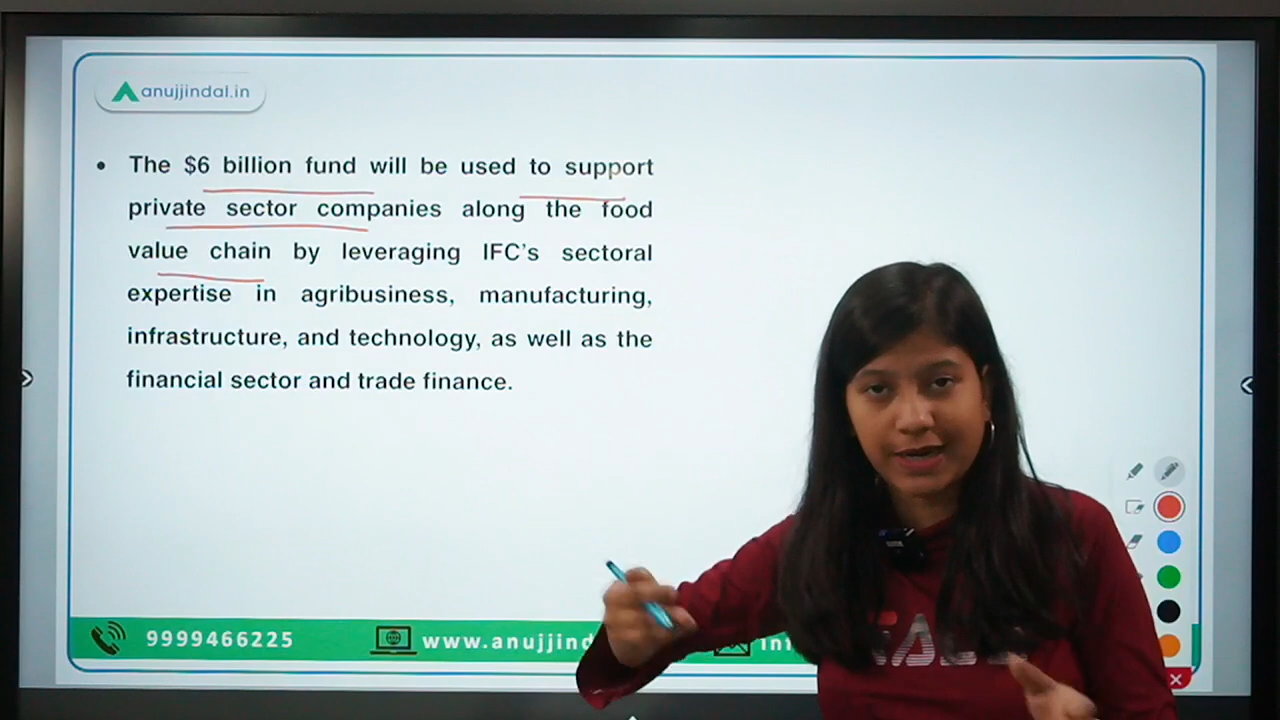 anujjindal.in
• The $6 billion fund will be used to support
private sector companies along the food
value chain by leveraging IFC's sectoral
expertise in agribusiness, manufacturing,
infrastructure, and technology, as well as the
financial sector and trade finance.
9999466225